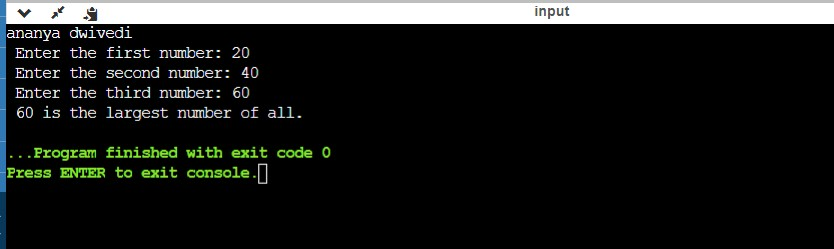 input
ananya dwivedi
Enter the first number: 20
Enter the second number: 40
Enter the third number: 60
60 is the largest number of all.
...Program finished with exit code 0
Press ENTER to exit console.